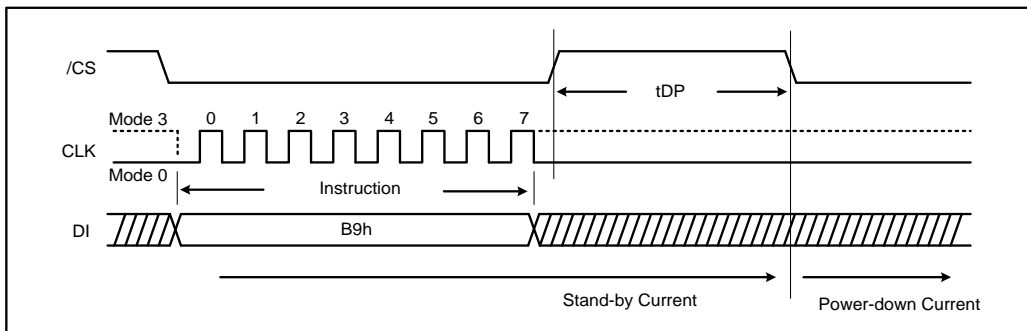 /CS
tDP
Mode 3
0 1 2 3 4 5 6 7
CLK
Mode 0
Instruction
DI
B9h
Stand-by Current
Power-down Current